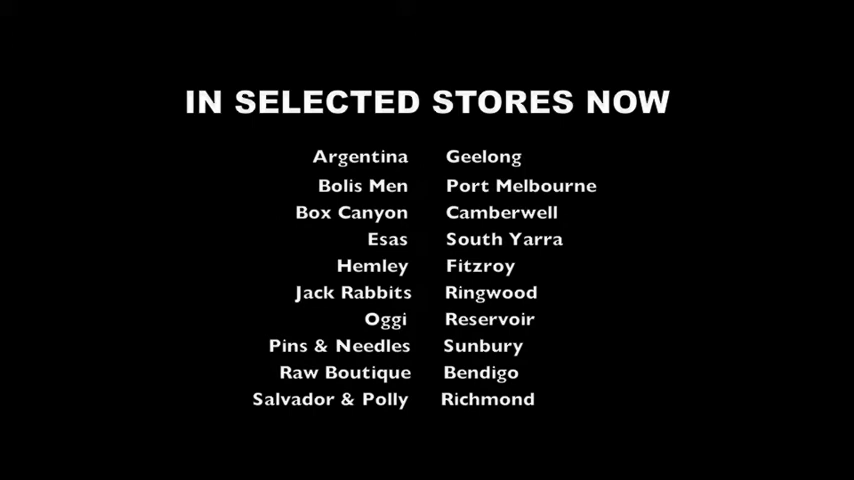 IN SELECTED STORES NOW
Argentina Geelong
Bolis Men Port Melbourne
Box Canyon Camberwell
Esas South Yarra
Hemley Fitzroy
Jack Rabbits Ringwood
Oggi Reservoir
Pins & Needles Sunbury
Raw Boutique Bendigo
Salvador & Polly Richmond